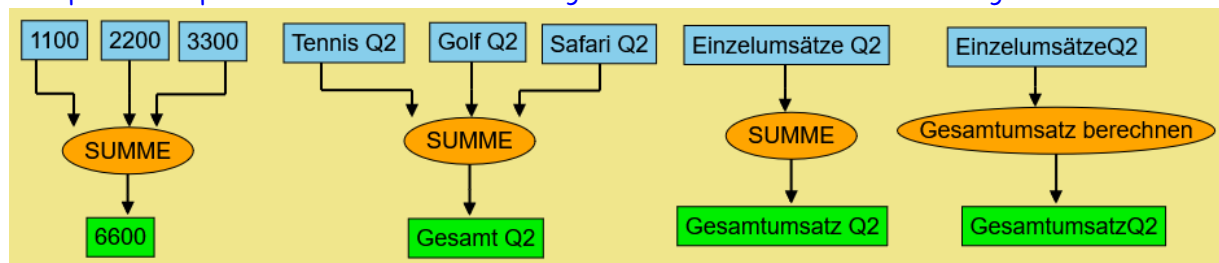 1100 2200 3300
SUMME
6600
Tennis Q2 Golf Q2 Safari Q2
SUMME
Gesamt Q2
Einzelumsätze Q2
SUMME
Gesamtumsatz Q2
EinzelumsätzeQ2
Gesamtumsatz berechnen
GesamtumsatzQ2